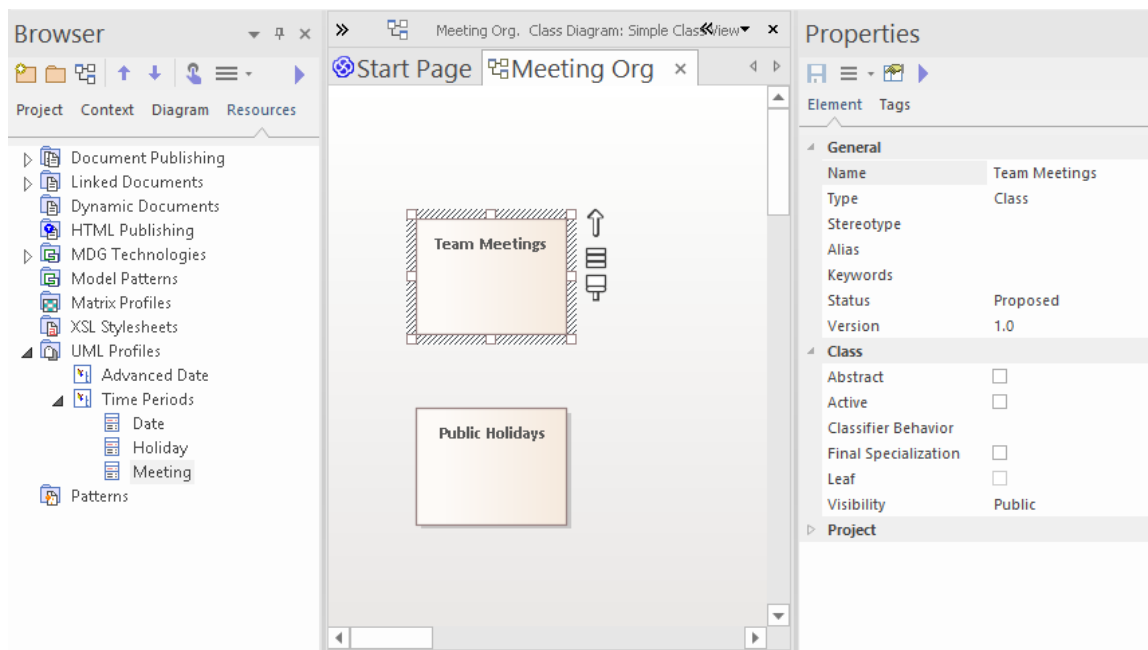 Browser
Project Context Diagram Resources
Document Publishing
Linked Documents
Dynamic Documents
HTML Publishing
MDG Technologies
Model Patterns
Matrix Profiles
XSL Stylesheets
UML Profiles
Advanced Date
Time Periods
Date
Holiday
Meeting
Patterns
Meeting Org. Class Diagram: Simple Class View
Start Page Meeting Org
Team Meetings
Public Holidays
Properties
Element Tags
General
Name Team Meetings
Type Class
Stereotype
Alias
Keywords
Status Proposed
Version 1.0
Class
Abstract
Active
Classifier Behavior
Final Specialization
Leaf
Visibility Public
Project